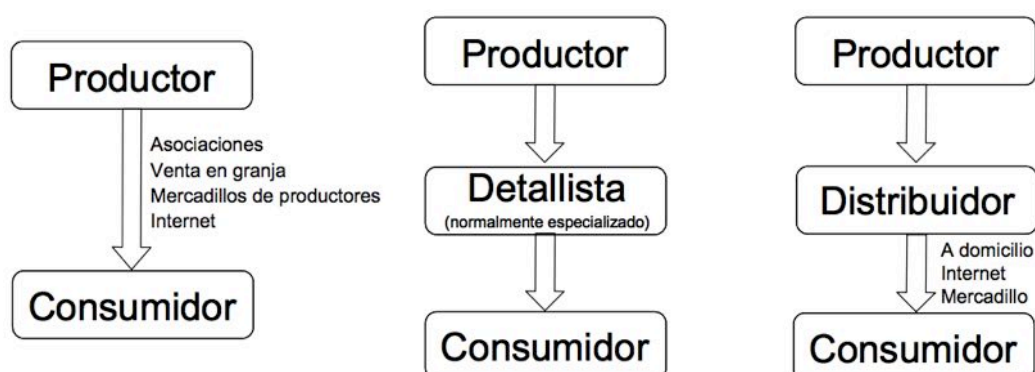 Productor
Asociaciones
Venta en granja
Mercadillos de productores
Internet
Consumidor
Productor
Detallista
(normalmente especializado)
Consumidor
Productor
Distribuidor
A domicilio
Internet
Mercadillo
Consumidor